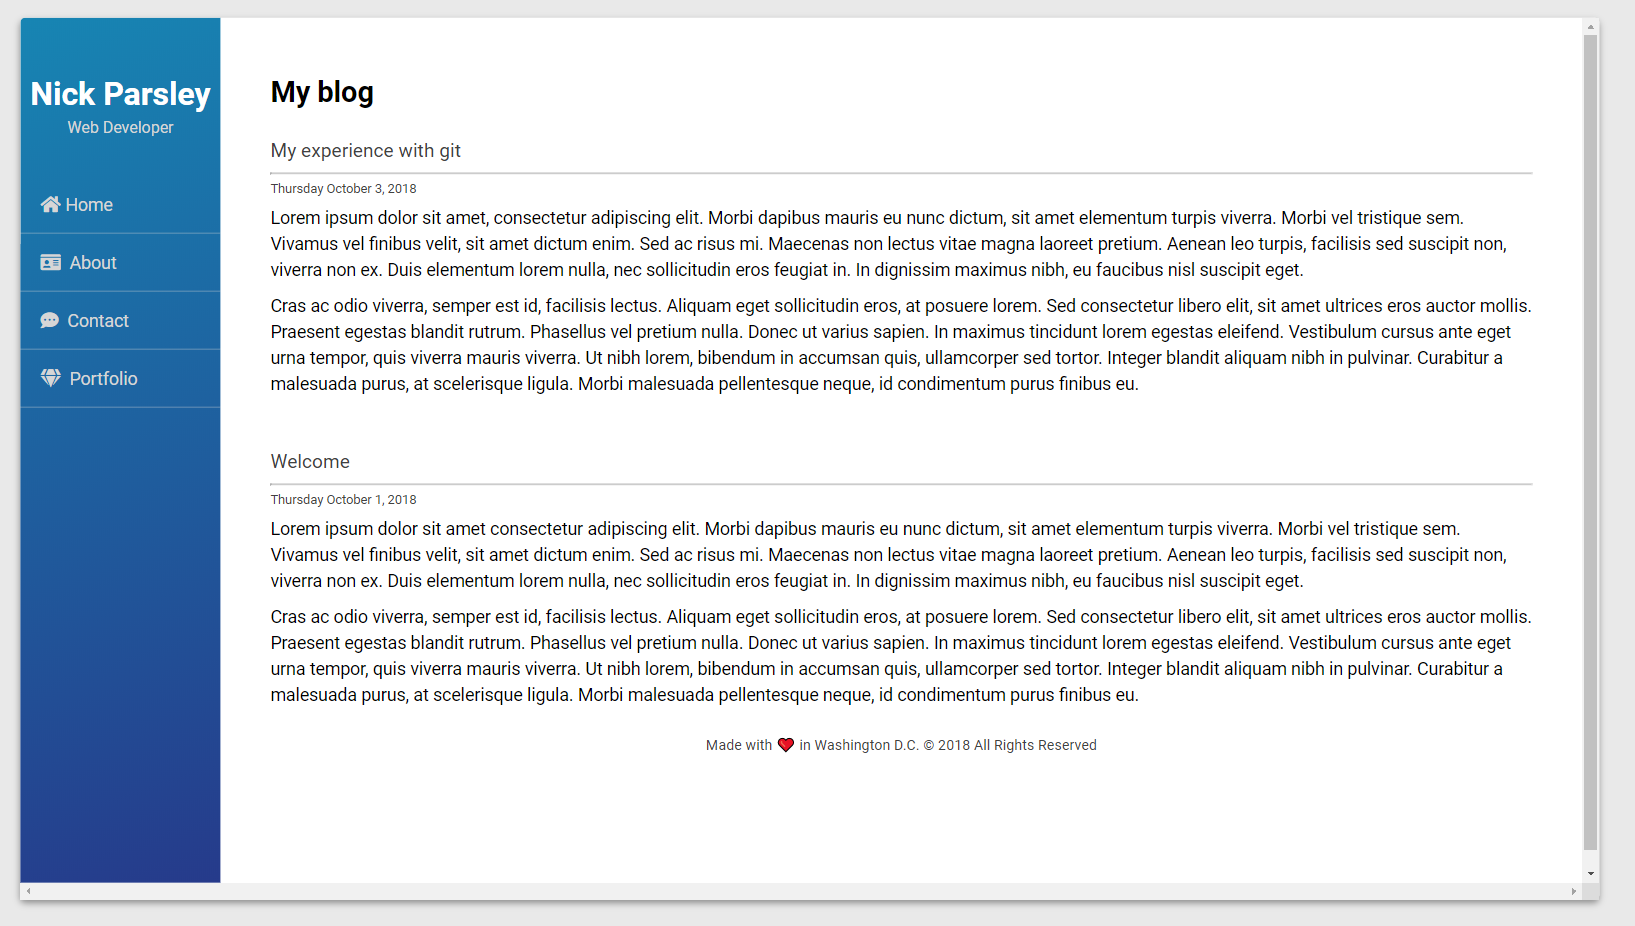 Nick Parsley
Web Developer
Home
About
Contact
Portfolio
My blog
My experience with git
Thursday October 3, 2018
Lorem ipsum dolor sit amet, consectetur adipiscing elit. Morbi dapibus mauris eu nunc dictum, sit amet elementum turpis viverra. Morbi vel tristique sem.
Vivamus vel finibus velit, sit amet dictum enim. Sed ac risus mi. Maecenas non lectus vitae magna laoreet pretium. Aenean leo turpis, facilisis sed suscipit non,
viverra non ex. Duis elementum lorem nulla, nec sollicitudin eros feugiat in. In dignissim maximus nibh, eu faucibus nisl suscipit eget.
Cras ac odio viverra, semper est id, facilisis lectus. Aliquam eget sollicitudin eros, at posuere lorem. Sed consectetur libero elit, sit amet ultrices eros auctor mollis.
Praesent egestas blandit rutrum. Phasellus vel pretium nulla. Donec ut varius sapien. In maximus tincidunt lorem egestas eleifend. Vestibulum cursus ante eget
urna tempor, quis viverra mauris viverra. Ut nibh lorem, bibendum in accumsan quis, ullamcorper sed tortor. Integer blandit aliquam nibh in pulvinar. Curabitur a
malesuada purus, at scelerisque ligula. Morbi malesuada pellentesque neque, id condimentum purus finibus eu.
Welcome
Thursday October 1, 2018
Lorem ipsum dolor sit amet consectetur adipiscing elit. Morbi dapibus mauris eu nunc dictum, sit amet elementum turpis viverra. Morbi vel tristique sem.
Vivamus vel finibus velit, sit amet dictum enim. Sed ac risus mi. Maecenas non lectus vitae magna laoreet pretium. Aenean leo turpis, facilisis sed suscipit non,
viverra non ex. Duis elementum lorem nulla, nec sollicitudin eros feugiat in. In dignissim maximus nibh, eu faucibus nisl suscipit eget.
Cras ac odio viverra, semper est id, facilisis lectus. Aliquam eget sollicitudin eros, at posuere lorem. Sed consectetur libero elit, sit amet ultrices eros auctor mollis.
Praesent egestas blandit rutrum. Phasellus vel pretium nulla. Donec ut varius sapien. In maximus tincidunt lorem egestas eleifend. Vestibulum cursus ante eget
urna tempor, quis viverra mauris viverra. Ut nibh lorem, bibendum in accumsan quis, ullamcorper sed tortor. Integer blandit aliquam nibh in pulvinar. Curabitur a
malesuada purus, at scelerisque ligula. Morbi malesuada pellentesque neque, id condimentum purus finibus eu.
Made with ❤ in Washington D.C. © 2018 All Rights Reserved